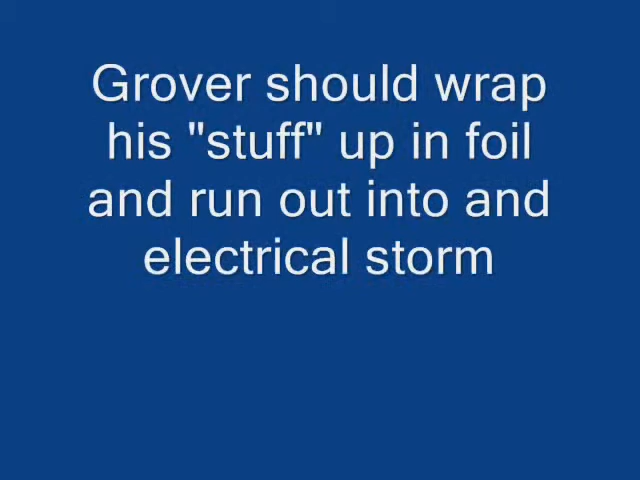 Grover should wrap
his "stuff" up in foil
and run out into and
electrical storm